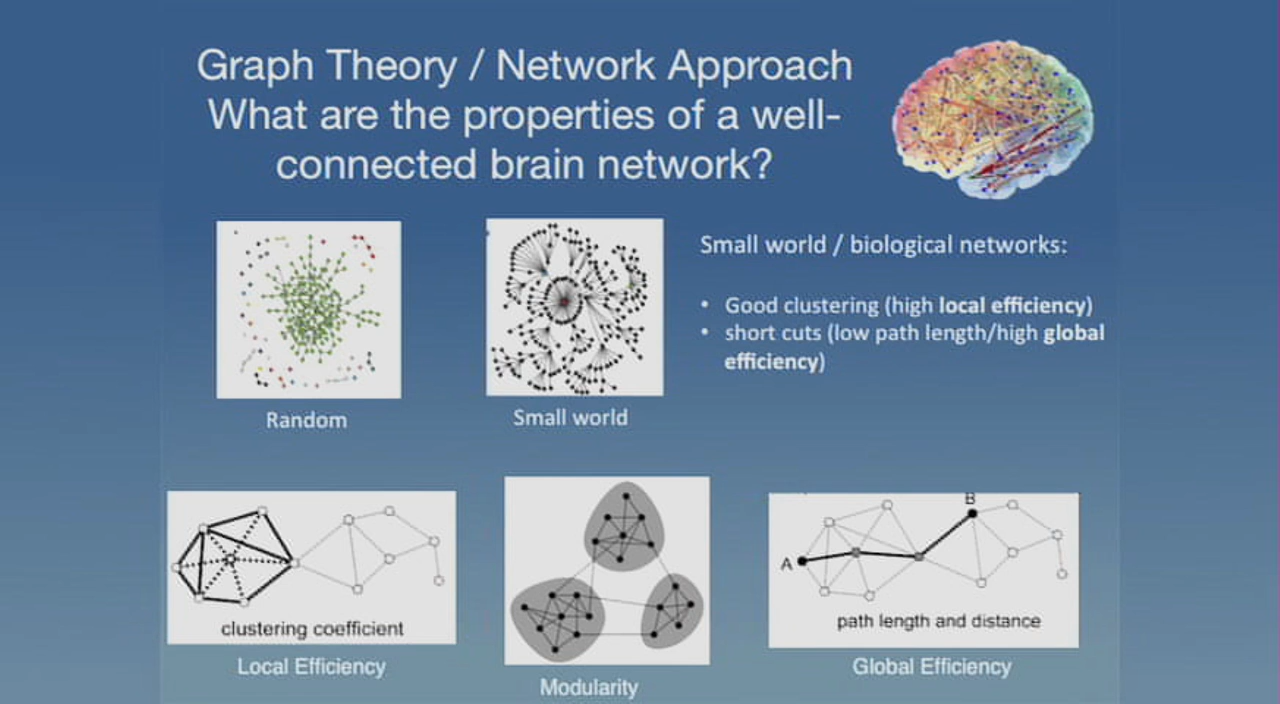 Graph Theory / Network Approach
What are the properties of a well-
connected brain network?
Small world / biological networks:
• Good clustering (high local efficiency)
• short cuts (low path length/high global
efficiency)
Random
Small world
clustering coefficient
Local Efficiency
Modularity
A
B
path length and distance
Global Efficiency